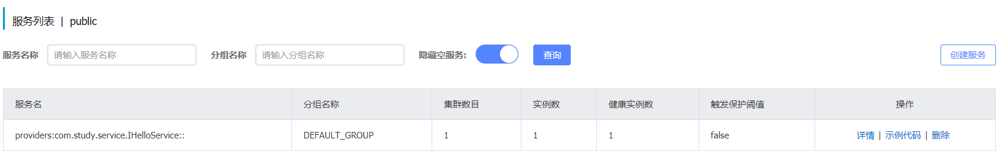 服务列表 | public
服务名称 请输入服务名称 分组名称 请输入分组名称 隐藏空服务: 查询 创建服务
服务名 分组名称 集群数目 实例数 健康实例数 触发保护阈值 操作
providers:com.study.service.IHelloService:: DEFAULT_GROUP 1 1 1 false 详情 | 示例代码 | 删除